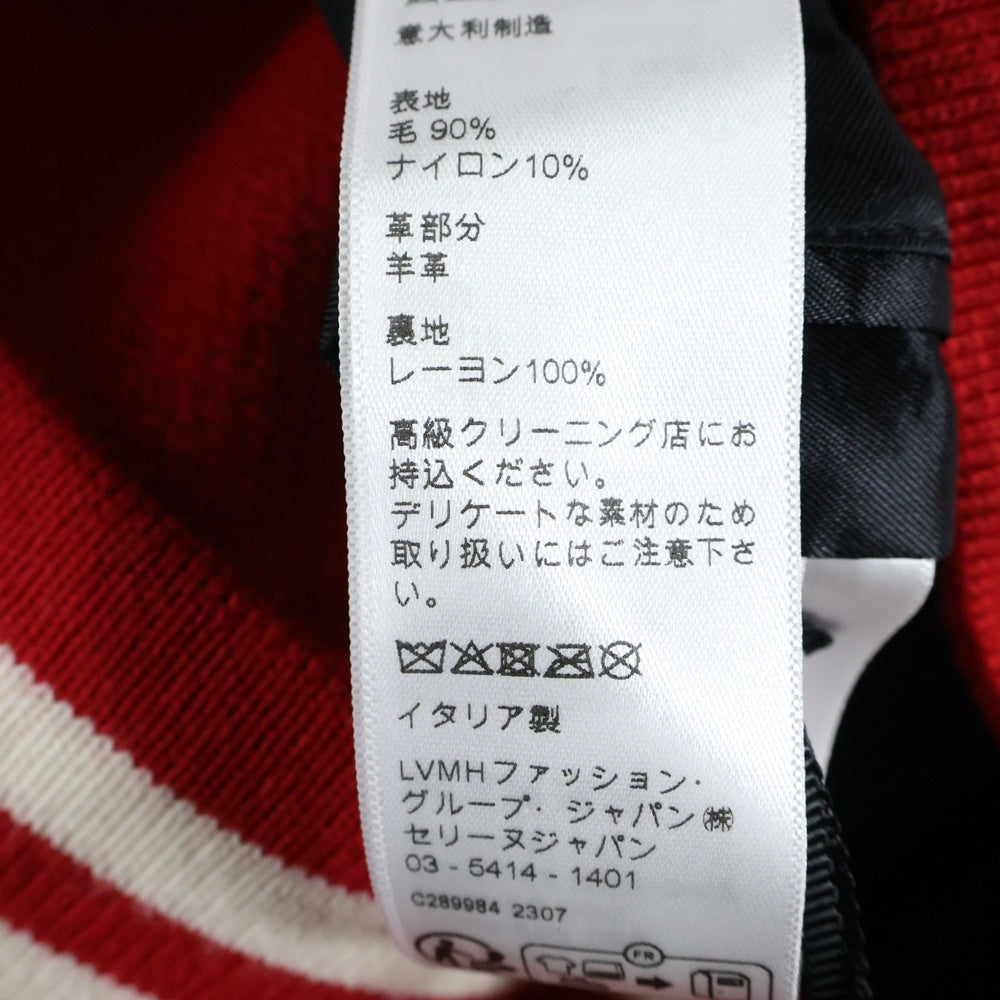 意大利制造
表地
毛 90%
ナイロン10%
革部分
羊革
裏地
レーヨン100%
高級クリーニング店にお
持込ください。
デリケートな素材のため
取り扱いにはご注意下さ
い。
イタリア製
LVMHファッション・
グループ・ジャパン㈱
セリーヌジャパン
03 - 5414 - 1401
C289984 2307
FR